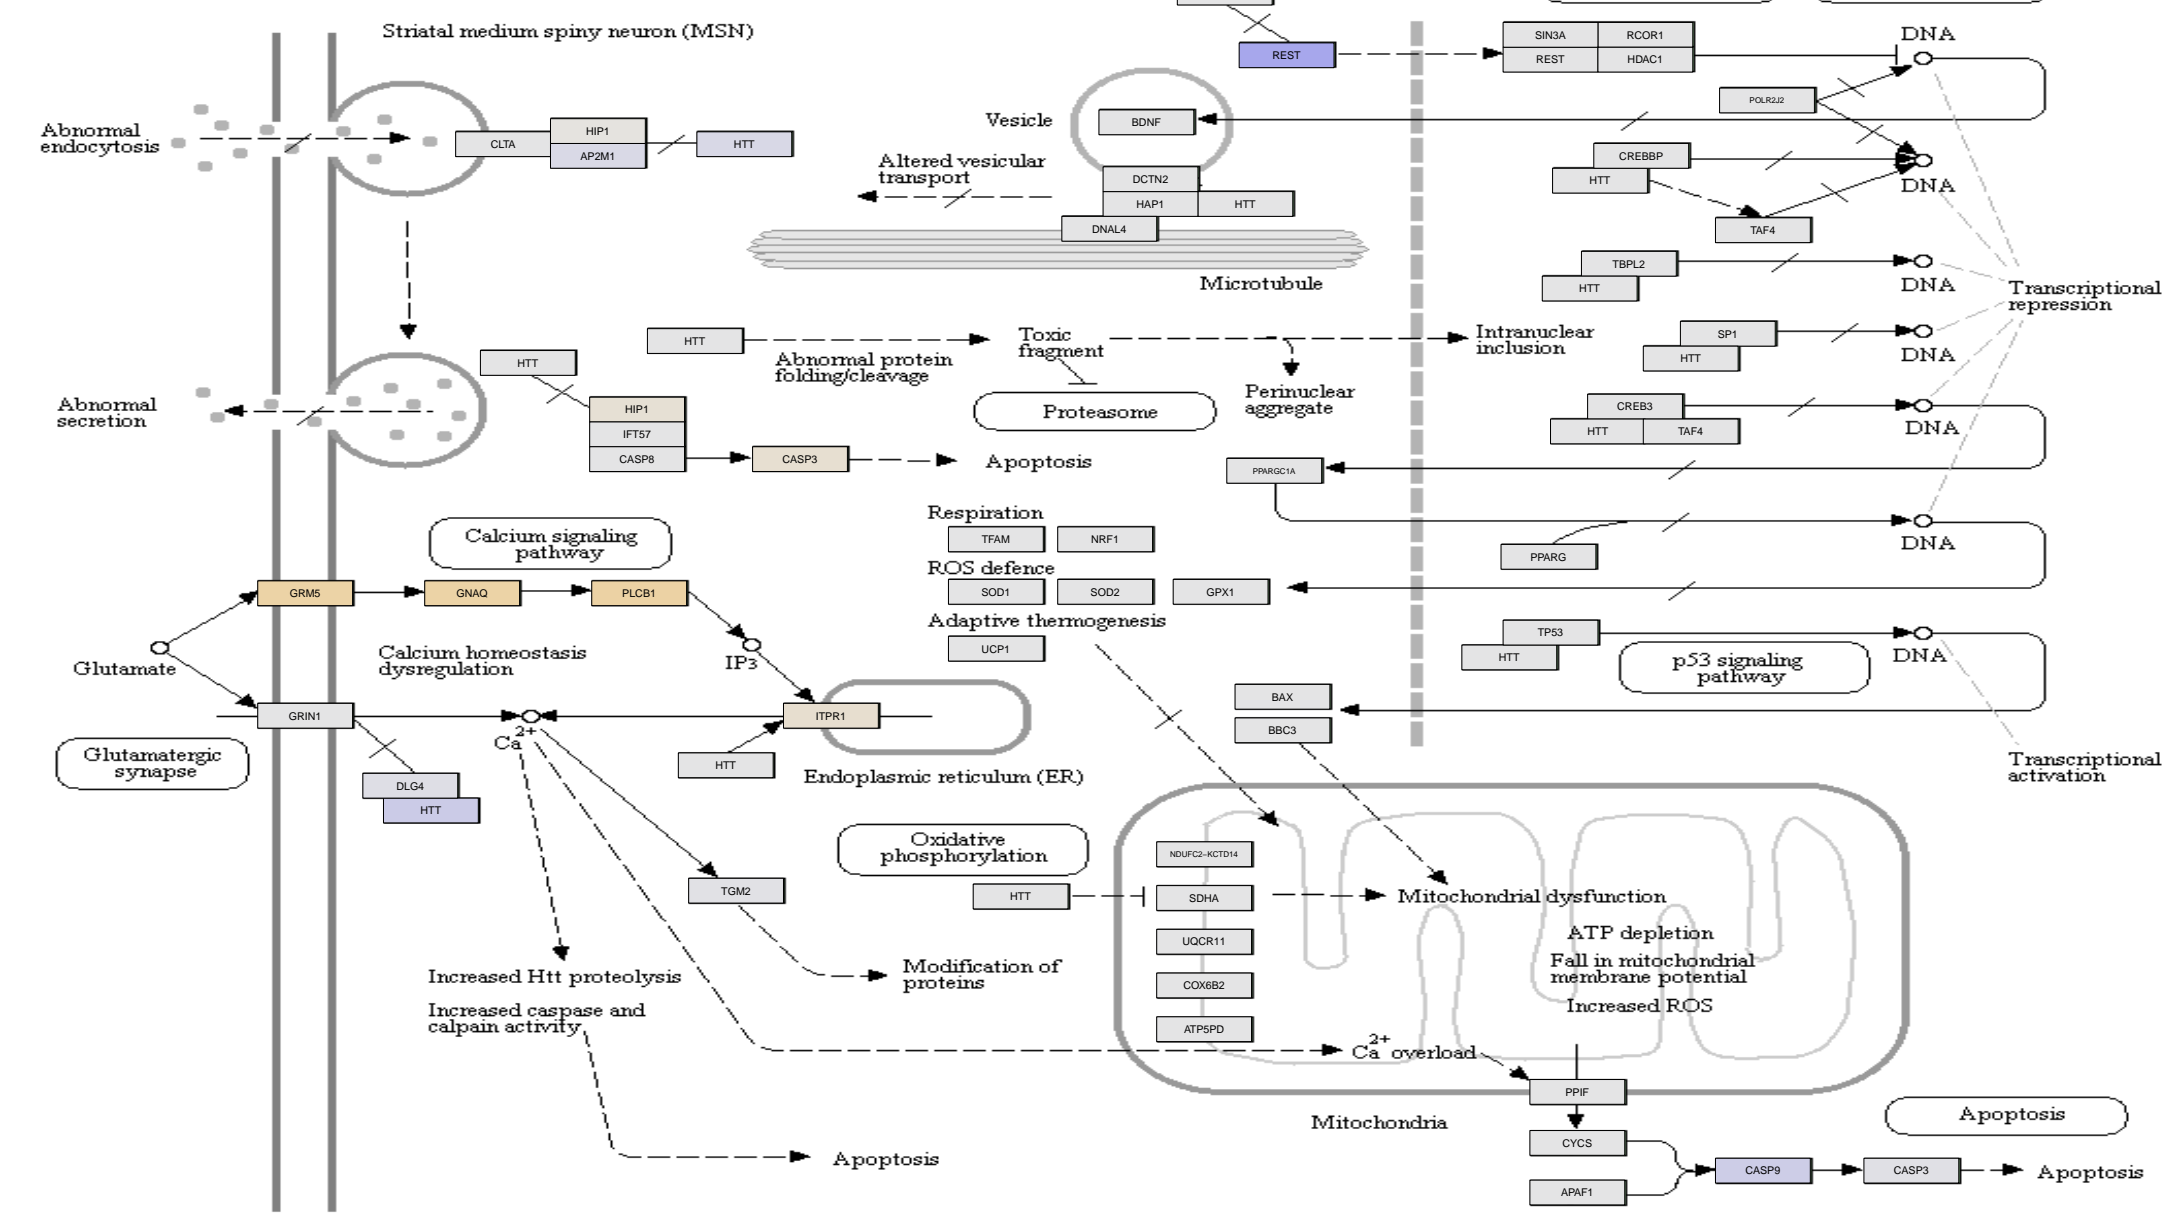 Striatal medium spiny neuron (MSN)
REST
SIN3A
RCOR1
REST
HDAC1
DNA
POLR2J2
Vesicle
BDNF
Abnormal
endocytosis
CLTA
HIP1
AP2M1
HTT
Altered vesicular
transport
DCTN2
HAP1
HTT
DNAL4
Microtubule
CREBBP
HTT
DNA
TAF4
TBPL2
HTT
DNA
Transcriptional
repression
SP1
HTT
DNA
HTT
HTT
Abnormal protein
folding/cleavage
Toxic
fragment
Intranuclear
inclusion
Perinuclear
aggregate
Proteasome
Abnormal
secretion
HIP1
IFT57
CASP8
CASP3
Apoptosis
CREB3
HTT
TAF4
DNA
PPARGC1A
PPARG
DNA
Respiration
TFAM
NRF1
ROS defence
SOD1
SOD2
GPX1
Adaptive thermogenesis
UCP1
Calcium signaling
pathway
GRM5
GNAQ
PLCB1
Glutamate
Calcium homeostasis
dysregulation
IP3
TP53
HTT
DNA
p53 signaling
pathway
BAX
BBC3
GRIN1
Ca2+
ITPR1
HTT
Endoplasmic reticulum (ER)
Glutamatergic
synapse
DLG4
HTT
Transcriptional
activation
Oxidative
phosphorylation
NDUFC2-KCTD14
TGM2
HTT
SDHA
Mitochondrial dysfunction
UQCR11
ATP depletion
Fall in mitochondrial
membrane potential
Increased ROS
COX6B2
ATP5PD
Increased Htt proteolysis
Increased caspase and
calpain activity
Modification of
proteins
Ca2+ overload
PPIF
Mitochondria
CYCS
APAF1
CASP9
CASP3
Apoptosis
Apoptosis
Apoptosis